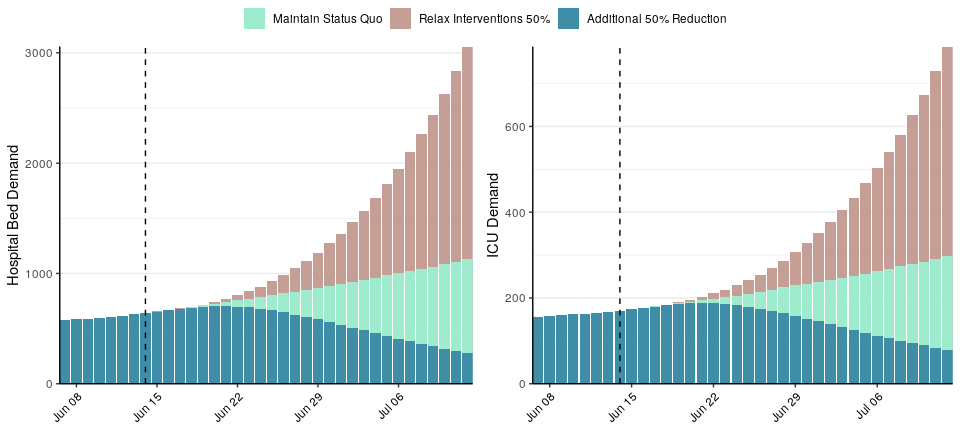 Maintain Status Quo Relax Interventions 50% Additional 50% Reduction
Hospital Bed Demand
3000
2000
1000
0
Jun 08 Jun 15 Jun 22 Jun 29 Jul 06
ICU Demand
600
400
200
0
Jun 08 Jun 15 Jun 22 Jun 29 Jul 06